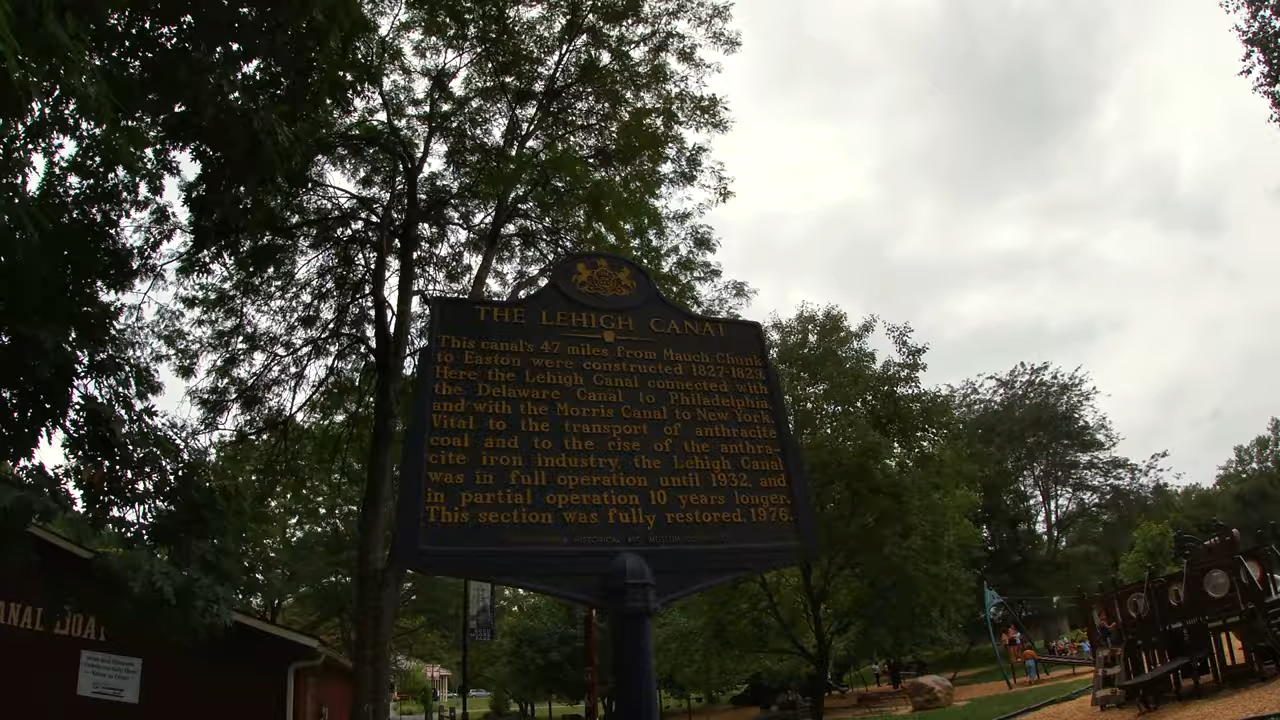 THE LEHIGH CANAL
This canal's 47 miles from Mauch Chunk
to Easton were constructed 1827-1829.
Here the Lehigh Canal connected with
the Delaware Canal to Philadelphia,
and with the Morris Canal to New York.
Vital to the transport of anthracite
coal and to the rise of the anthra-
cite iron industry, the Lehigh Canal
was in full operation until 1932, and
in partial operation 10 years longer.
This section was fully restored, 1976.
HISTORICAL AND MUSEUM
ANAL BOAT